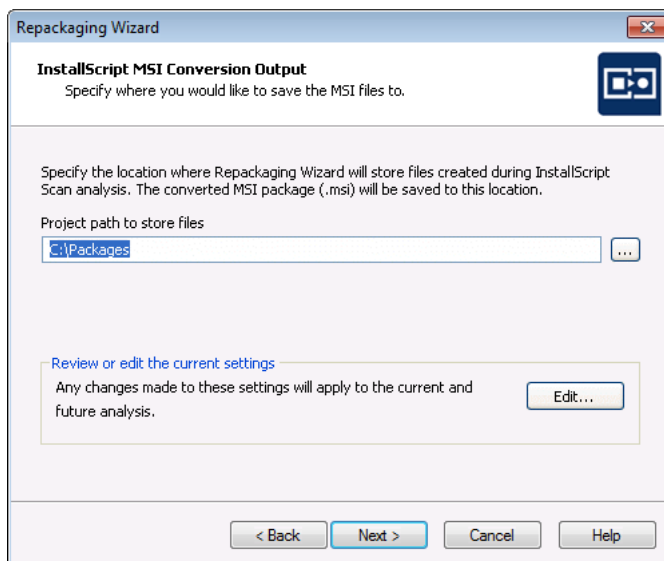 Repackaging Wizard
InstallScript MSI Conversion Output
Specify where you would like to save the MSI files to.
Specify the location where Repackaging Wizard will store files created during InstallScript
Scan analysis. The converted MSI package (.msi) will be saved to this location.
Project path to store files
C:\Packages
...
Review or edit the current settings
Any changes made to these settings will apply to the current and
future analysis.
Edit...
< Back
Next >
Cancel
Help